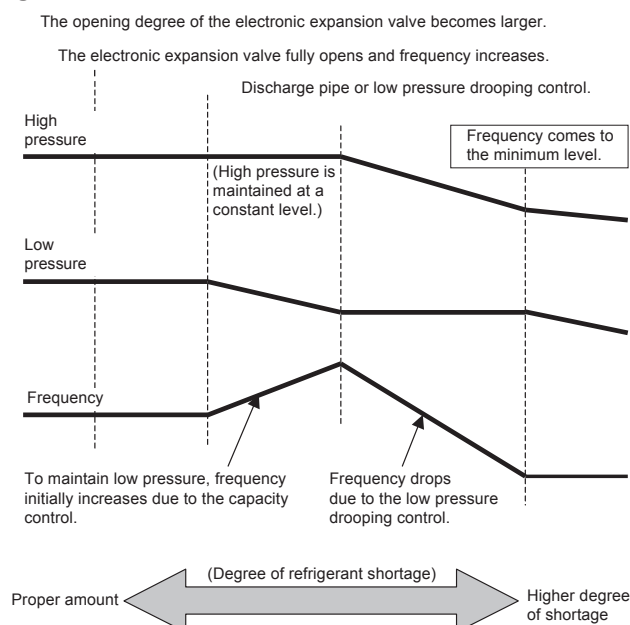 The opening degree of the electronic expansion valve becomes larger.
The electronic expansion valve fully opens and frequency increases.
Discharge pipe or low pressure drooping control.
High
pressure
Frequency comes to
the minimum level.
(High pressure is
maintained at a
constant level.)
Low
pressure
Frequency
To maintain low pressure, frequency
initially increases due to the capacity
control.
Frequency drops
due to the low pressure
drooping control.
(Degree of refrigerant shortage)
Proper amount
Higher degree
of shortage